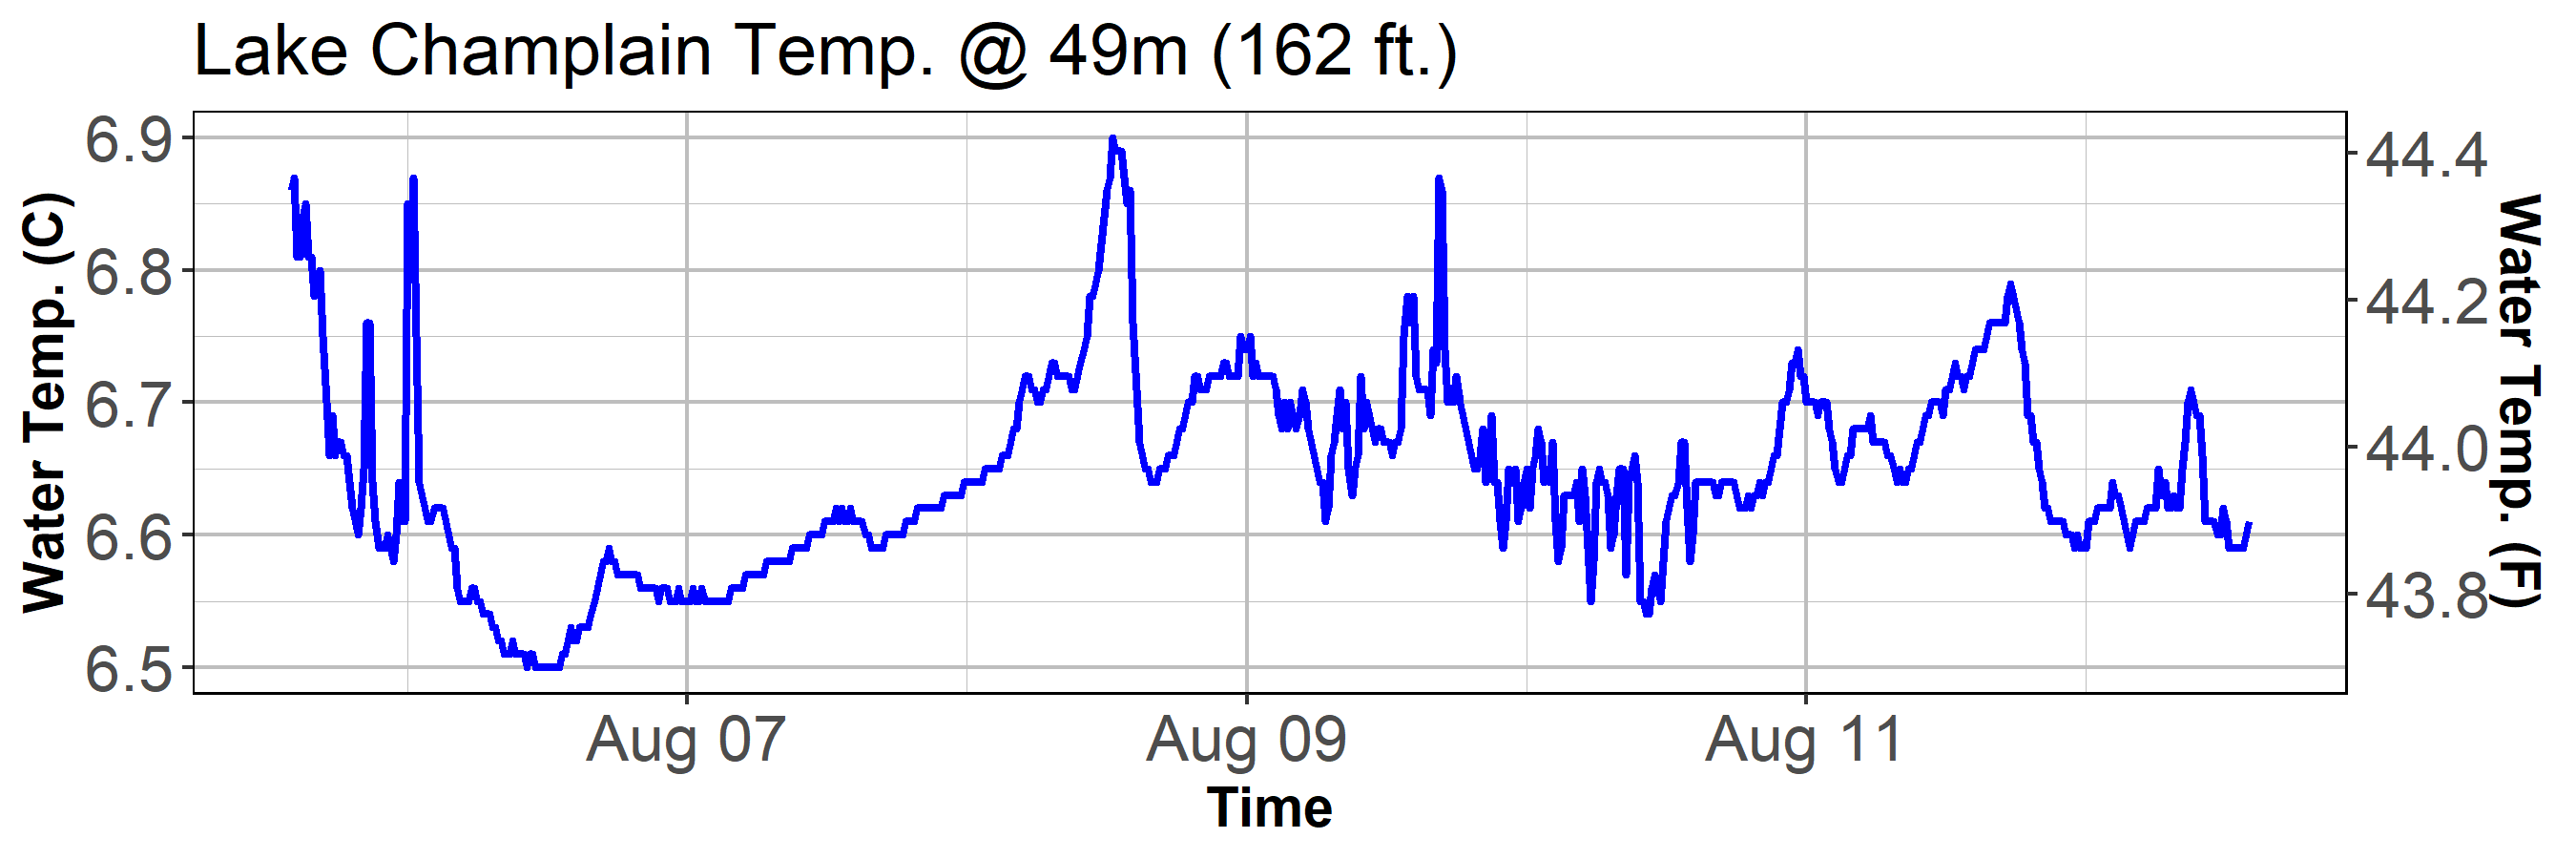 Lake Champlain Temp. @ 49m (162 ft.)
Water Temp. (C)
6.9
6.8
6.7
6.6
6.5
44.4
44.2
44.0
43.8
Water Temp. (F)
Aug 07
Aug 09
Aug 11
Time